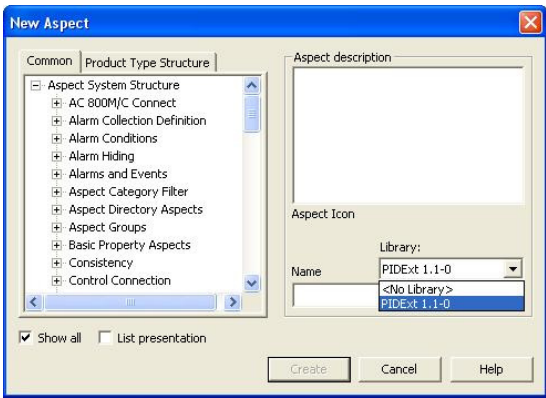 New Aspect
Common
Product Type Structure
Aspect System Structure
AC 800M/C Connect
Alarm Collection Definition
Alarm Conditions
Alarm Hiding
Alarms and Events
Aspect Category Filter
Aspect Directory Aspects
Aspect Groups
Basic Property Aspects
Consistency
Control Connection
Aspect description
Aspect Icon
Library:
Name
PIDExt 1.1-0
<No Library>
PIDExt 1.1-0
Show all
List presentation
Create
Cancel
Help